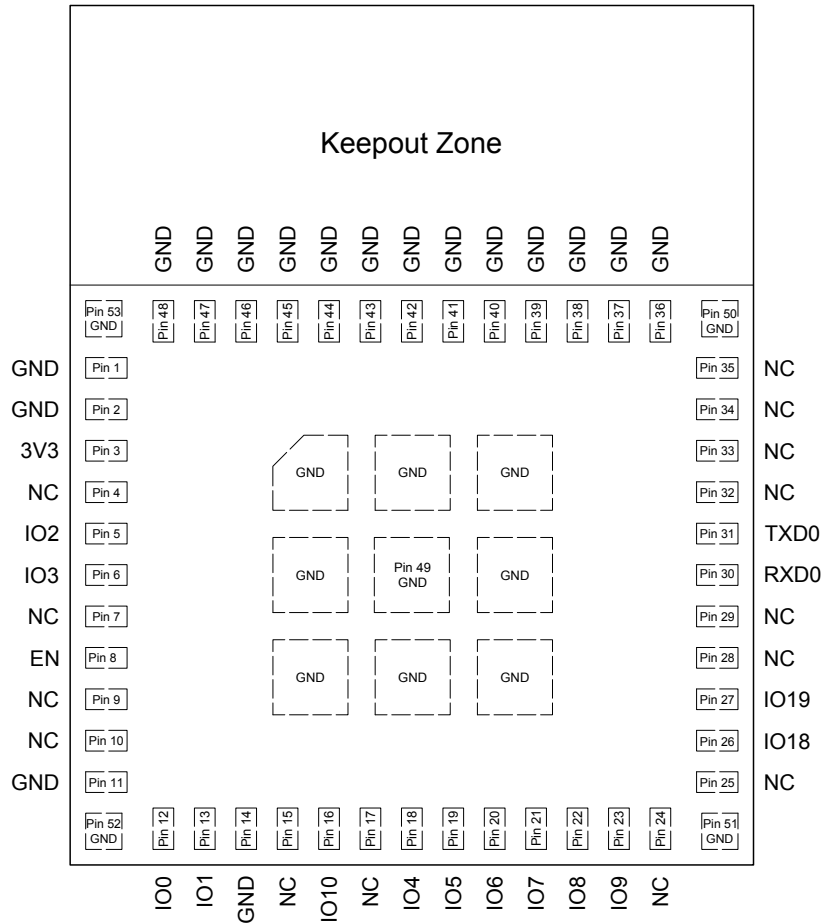 Keepout Zone
GND GND GND GND GND GND GND GND GND GND GND GND GND
Pin 53 GND
Pin 48 Pin 47 Pin 46 Pin 45 Pin 44 Pin 43 Pin 42 Pin 41 Pin 40 Pin 39 Pin 38 Pin 37 Pin 36
Pin 50 GND
GND Pin 1 Pin 35 NC
GND Pin 2 Pin 34 NC
3V3 Pin 3 Pin 33 NC
GND GND GND
NC Pin 4 Pin 32 NC
IO2 Pin 5 Pin 31 TXD0
IO3 Pin 6 Pin 30 RXD0
GND Pin 49 GND GND
NC Pin 7 Pin 29 NC
EN Pin 8 Pin 28 NC
GND GND GND
NC Pin 9 Pin 27 IO19
NC Pin 10 Pin 26 IO18
GND Pin 11 Pin 25 NC
Pin 52 GND
Pin 12 Pin 13 Pin 14 Pin 15 Pin 16 Pin 17 Pin 18 Pin 19 Pin 20 Pin 21 Pin 22 Pin 23 Pin 24
Pin 51 GND
IO0 IO1 GND NC IO10 NC IO4 IO5 IO6 IO7 IO8 IO9 NC